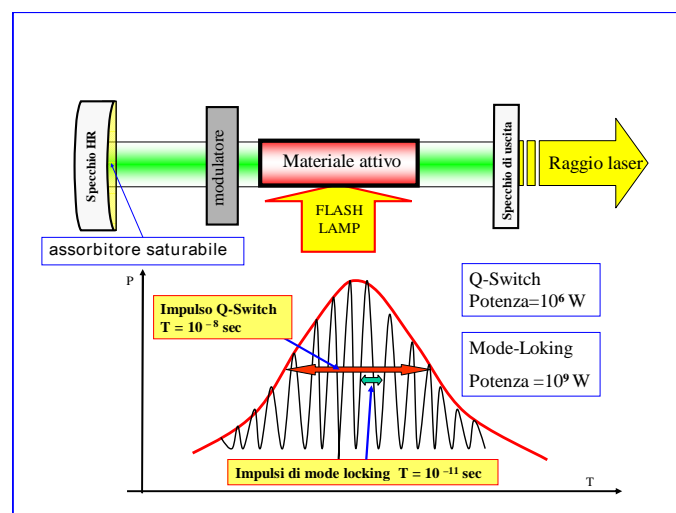 Specchio HR
modulatore
Materiale attivo
Specchio di uscita
Raggio laser
FLASH
LAMP
assorbitore saturabile
P
Impulso Q-Switch
T = 10⁻⁸ sec
Q-Switch
Potenza=10⁶ W
Mode-Loking
Potenza =10⁹ W
Impulsi di mode locking T = 10⁻¹¹ sec
T